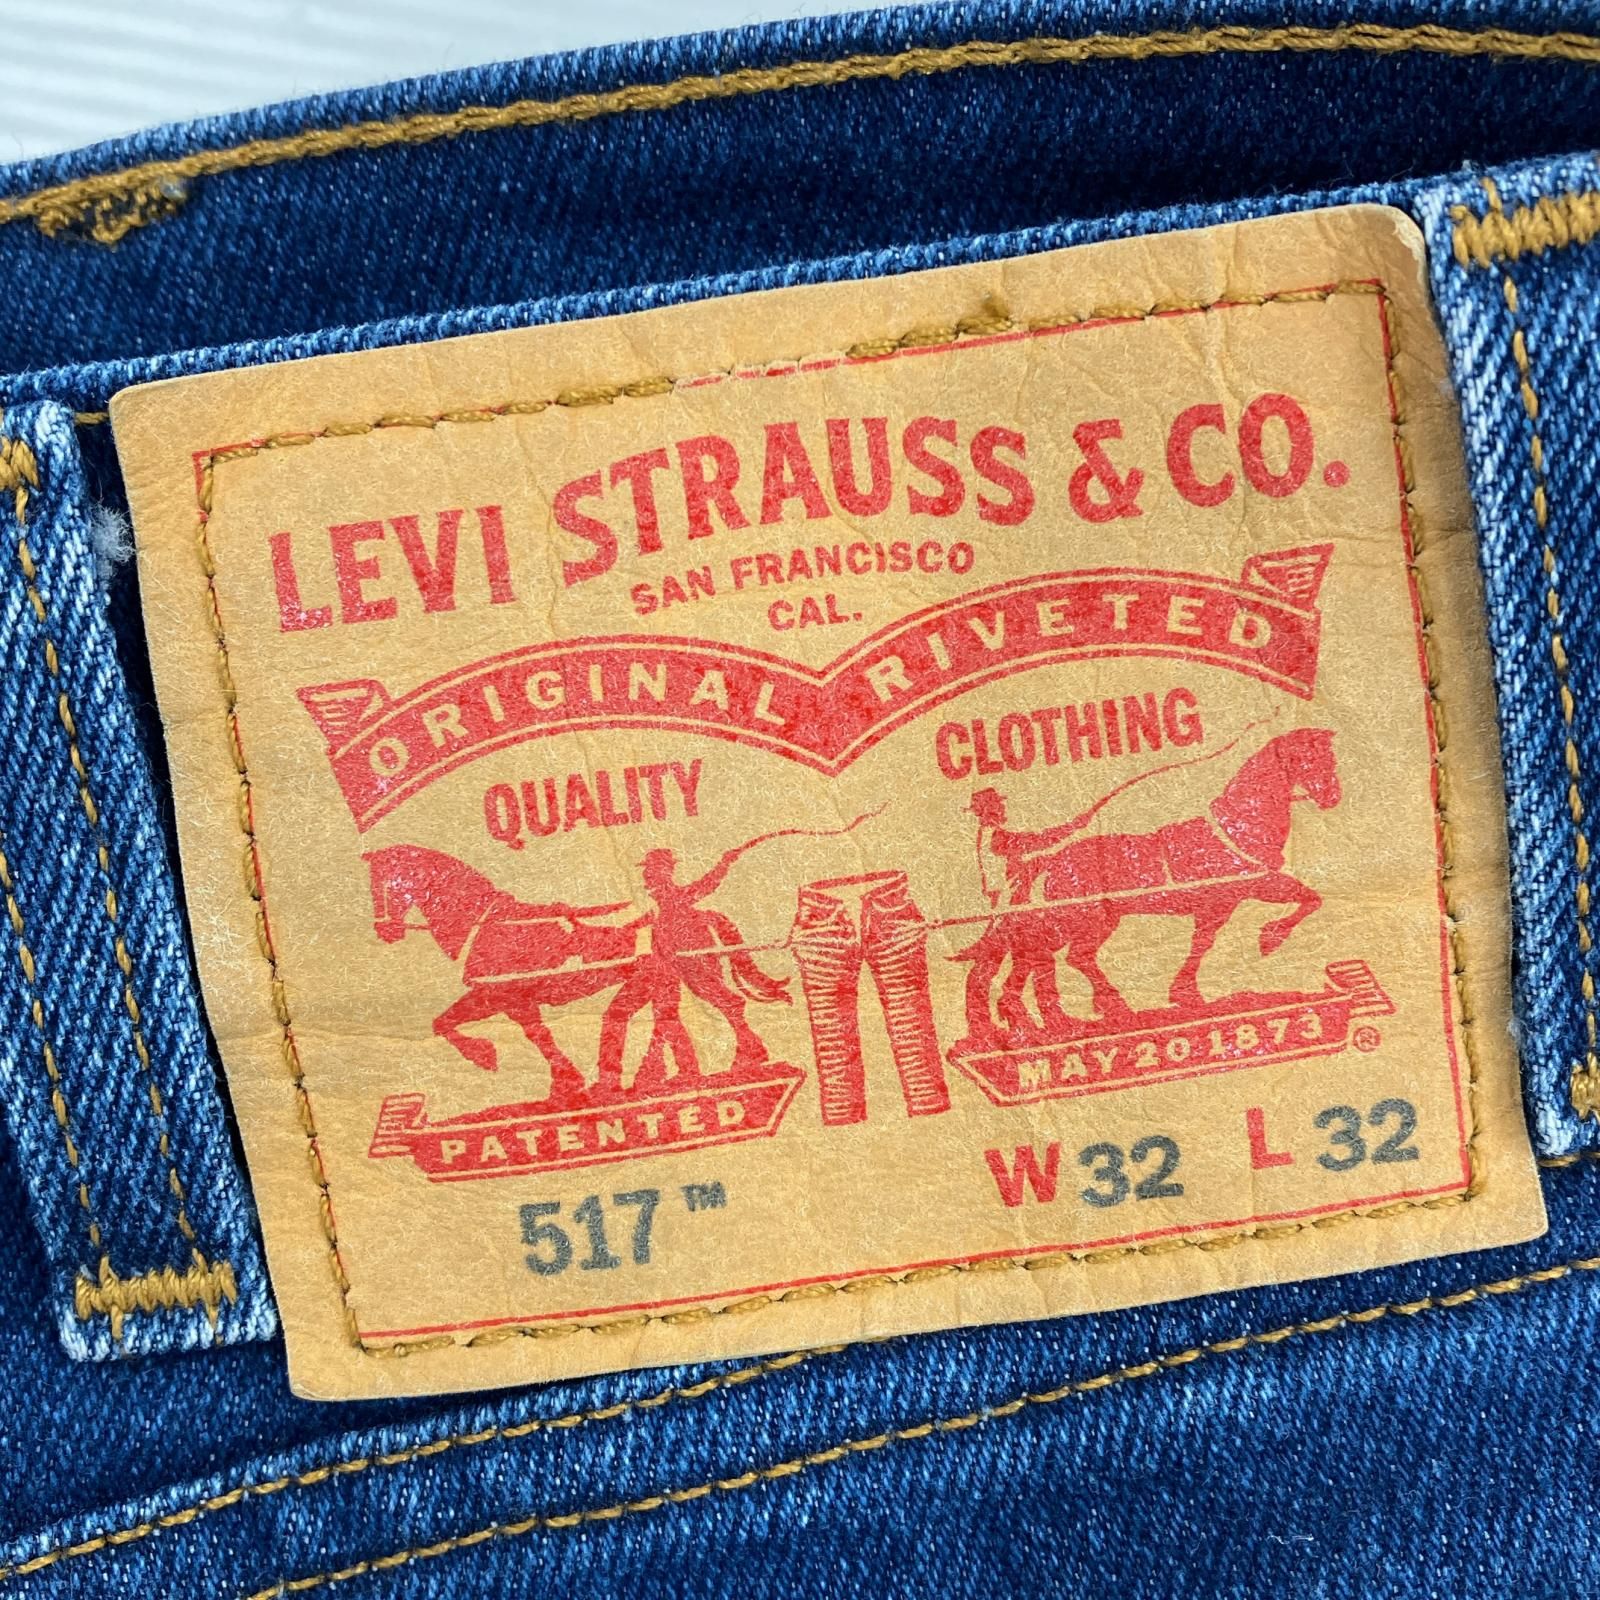 LEVI STRAUSS & CO.
SAN FRANCISCO
CAL.
ORIGINAL RIVETED
QUALITY CLOTHING
PATENTED MAY 20 1873 ®
517™ W 32 L 32